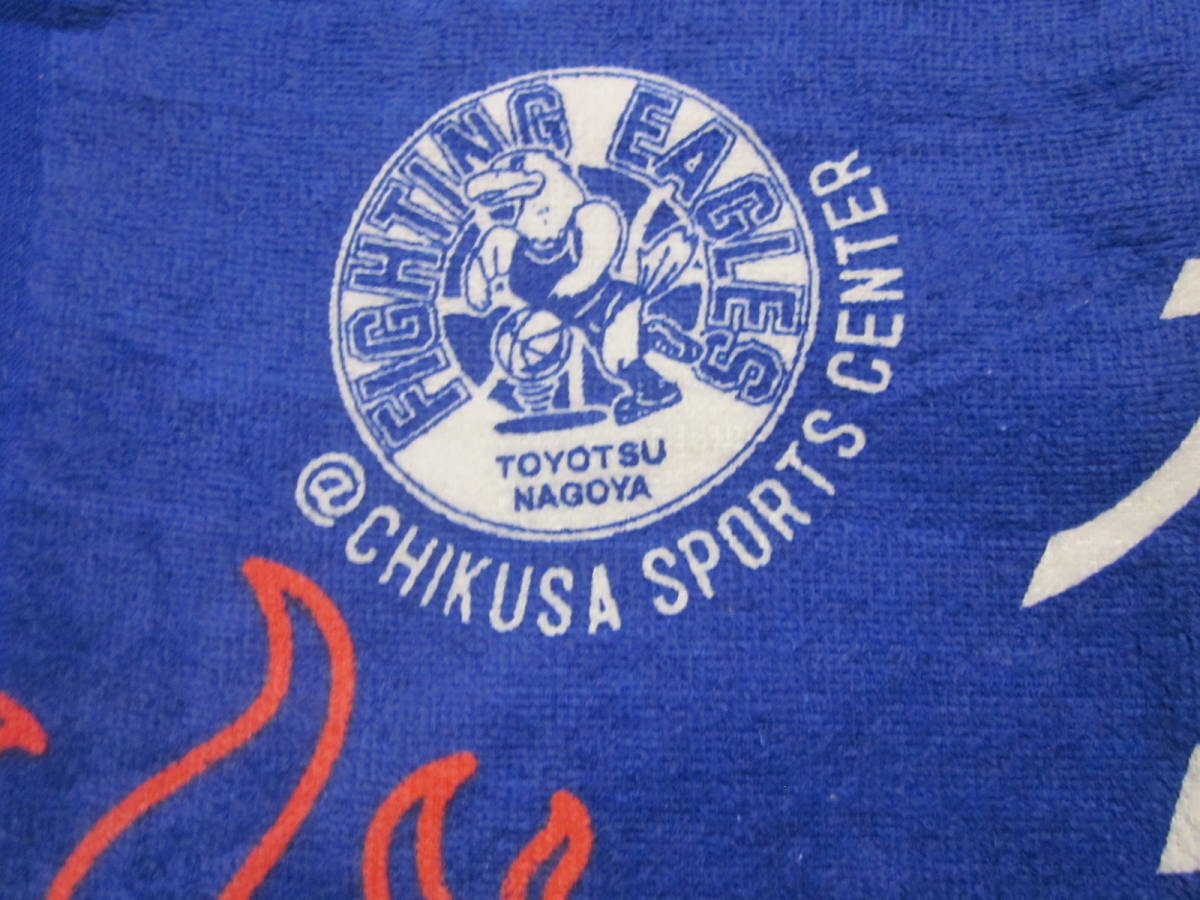 FIGHTING EAGLES
TOYOTSU
NAGOYA
@CHIKUSA SPORTS CENTER